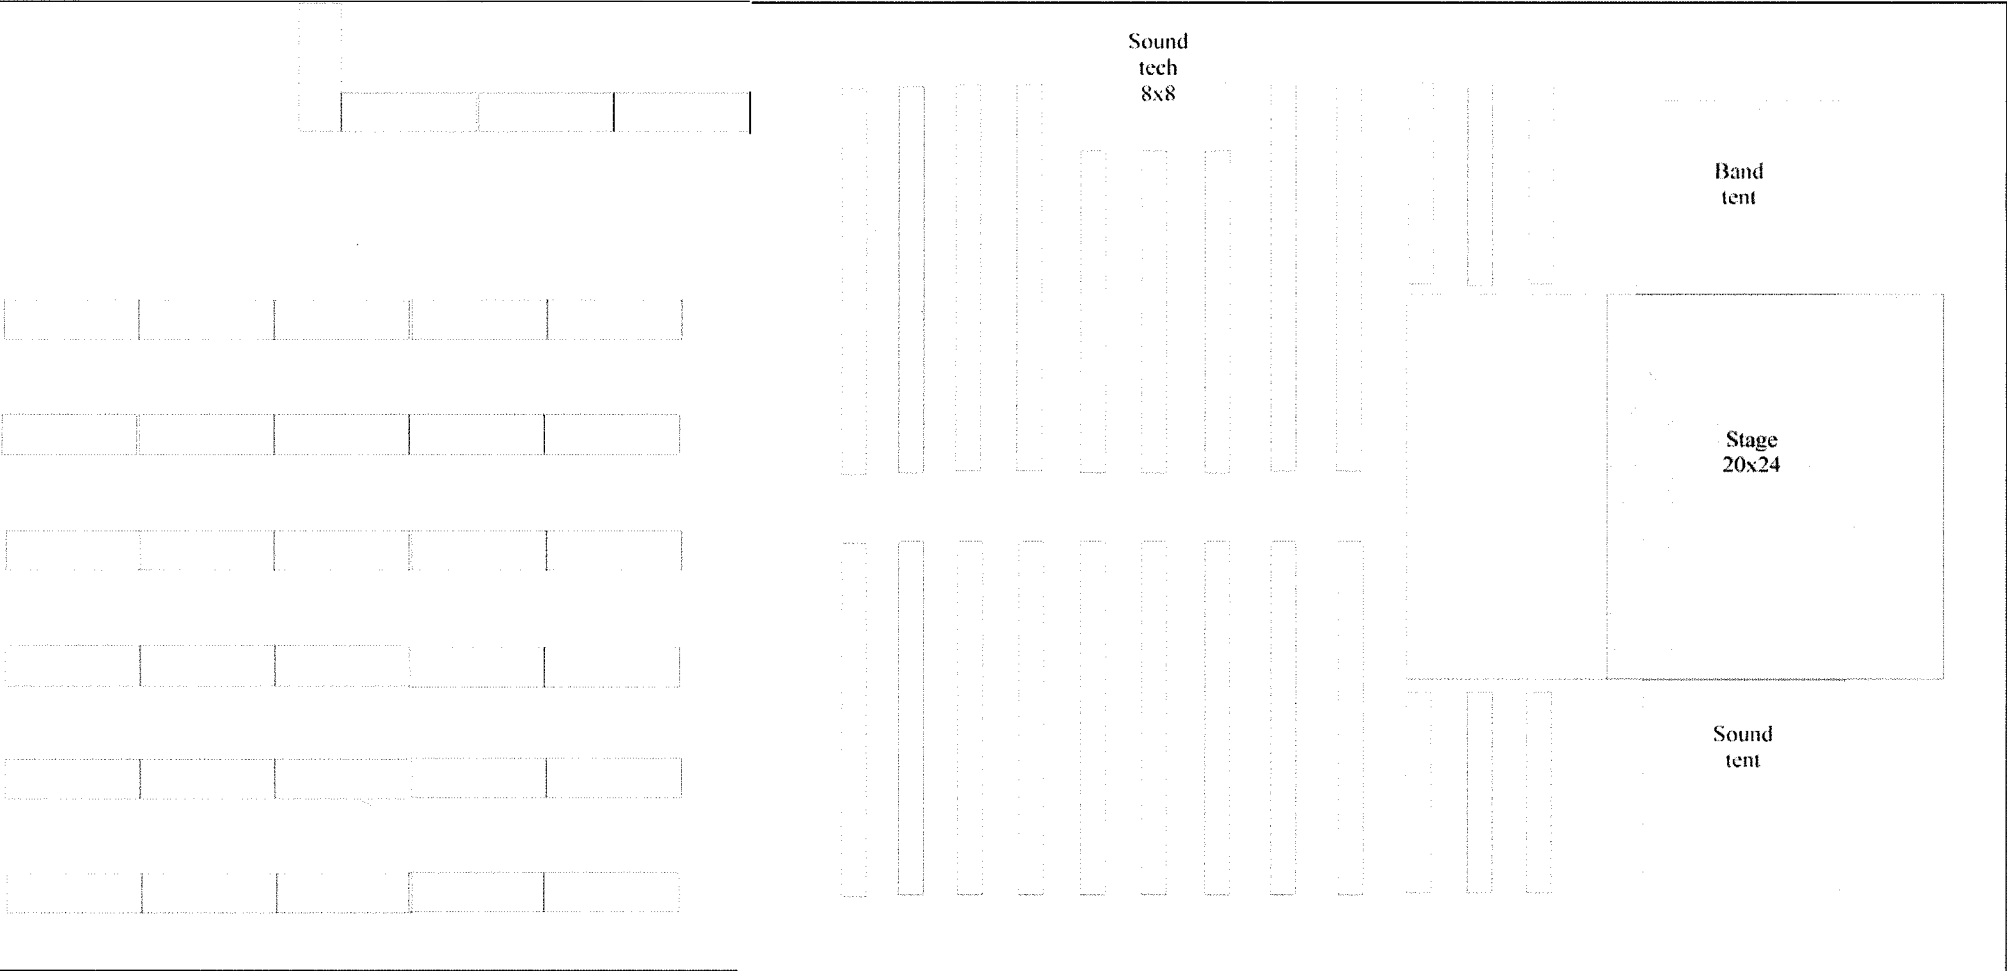 Sound
tech
8x8
Band
tent
Stage
20x24
Sound
tent